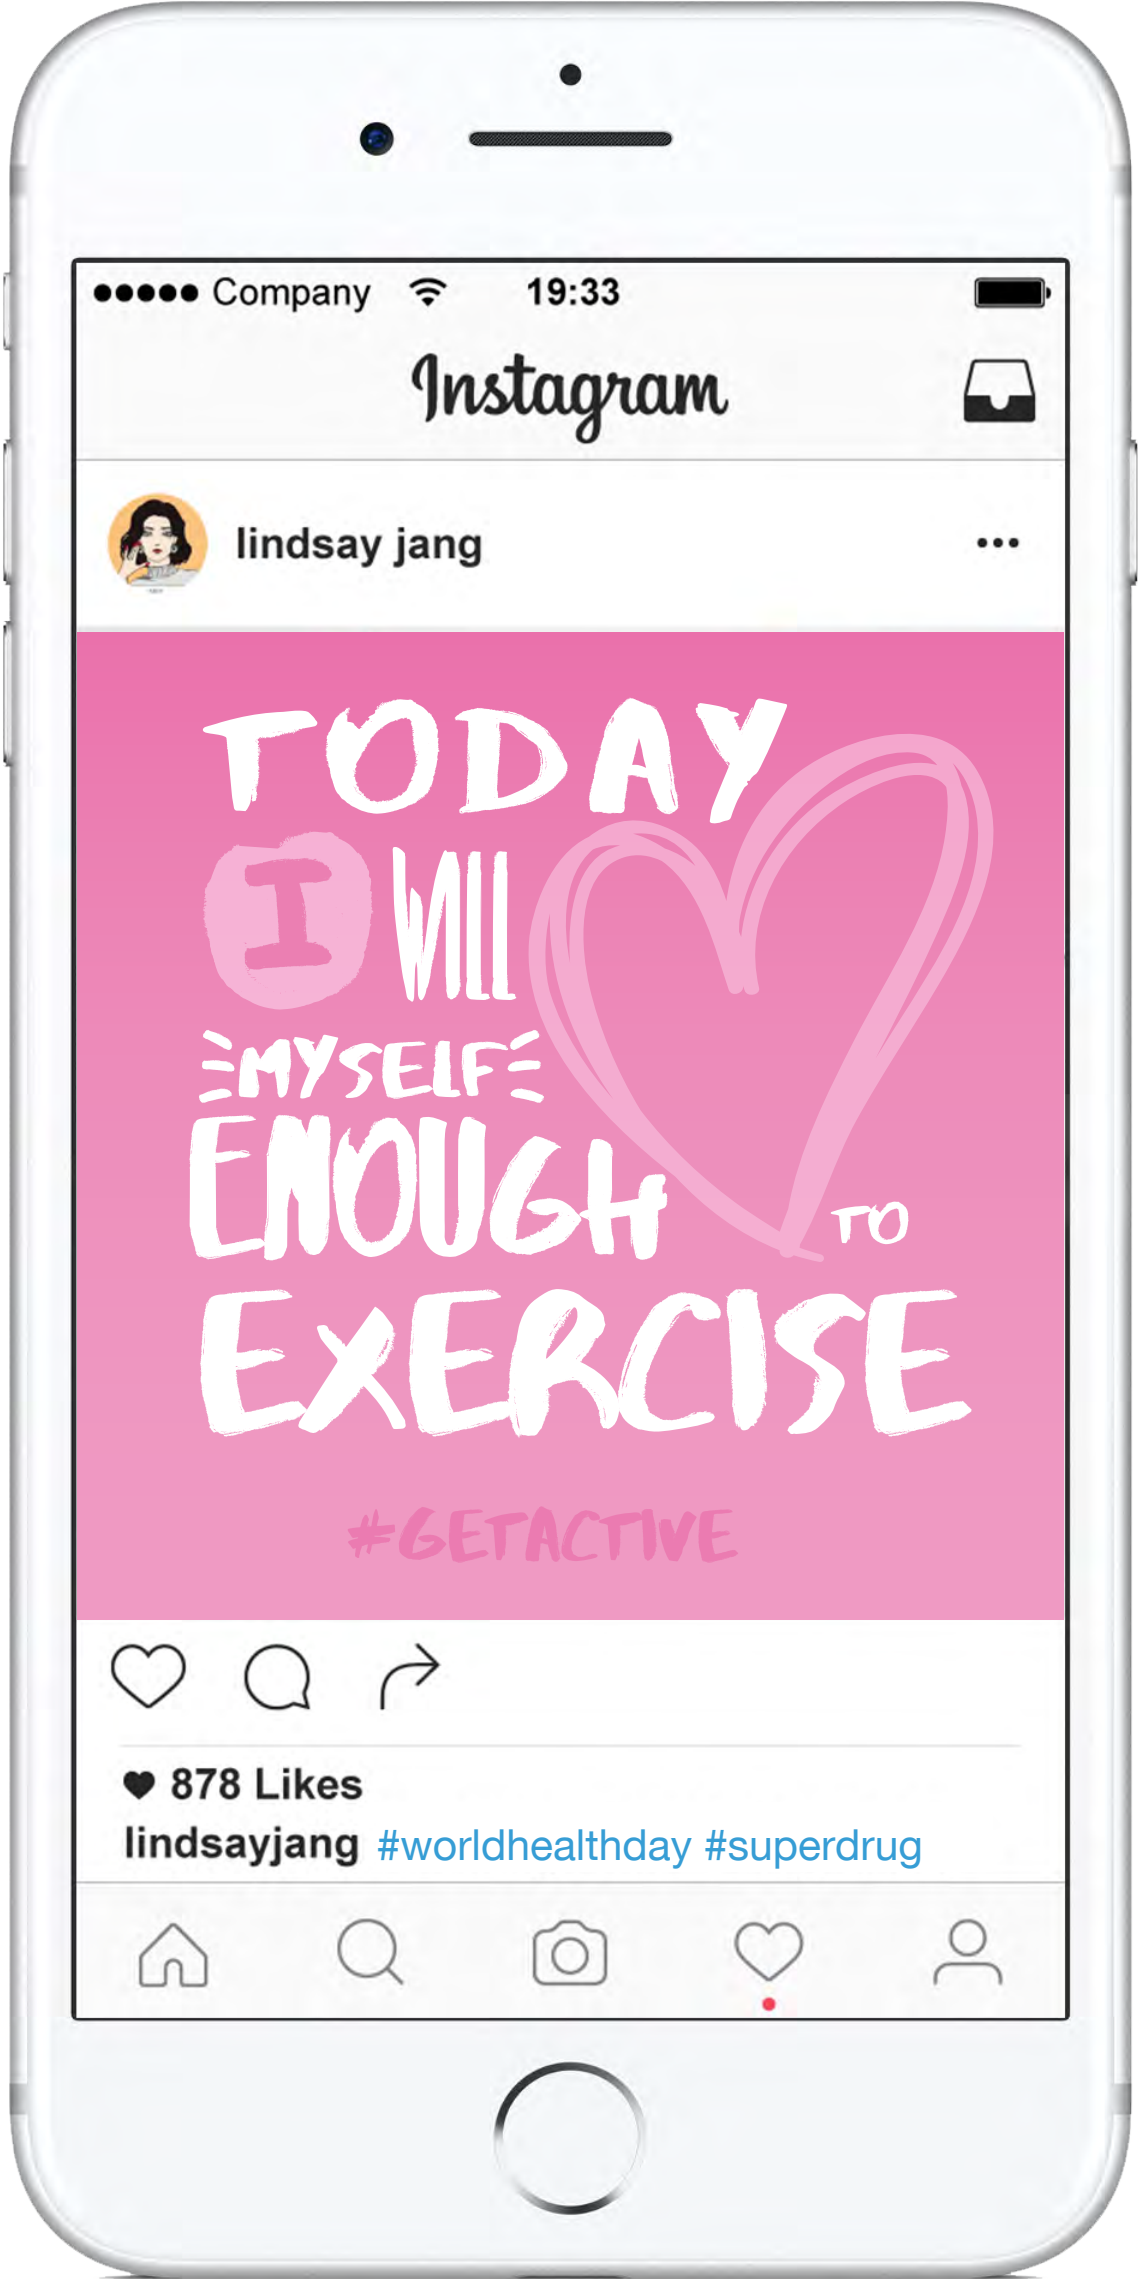 Company 19:33
Instagram
lindsay jang
TODAY
I WILL
MYSELF
ENOUGH TO
EXERCISE
#GETACTIVE
878 Likes
lindsayjang #worldhealthday #superdrug